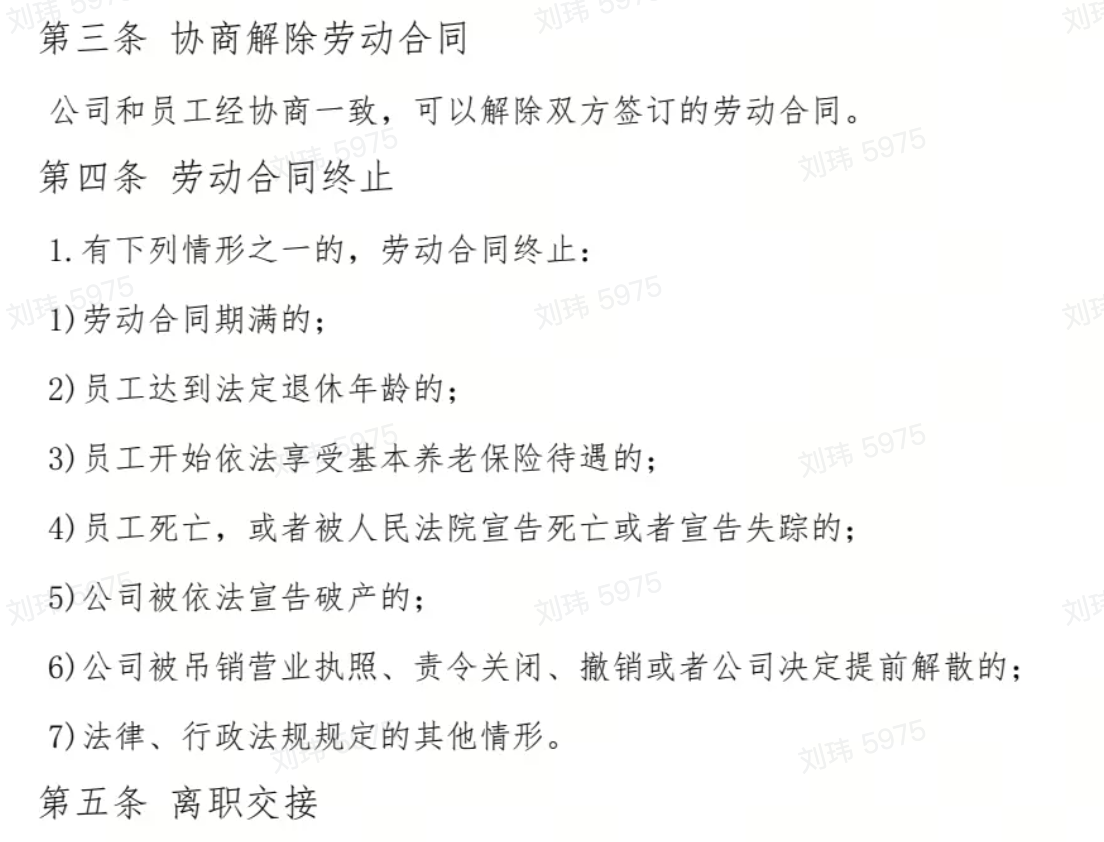 第三条 协商解除劳动合同
公司和员工经协商一致，可以解除双方签订的劳动合同。
第四条 劳动合同终止
1.有下列情形之一的，劳动合同终止：
1)劳动合同期满的；
2)员工达到法定退休年龄的；
3)员工开始依法享受基本养老保险待遇的；
4)员工死亡，或者被人民法院宣告死亡或者宣告失踪的；
5)公司被依法宣告破产的；
6)公司被吊销营业执照、责令关闭、撤销或者公司决定提前解散的；
7)法律、行政法规规定的其他情形。
第五条 离职交接
刘玮 5975